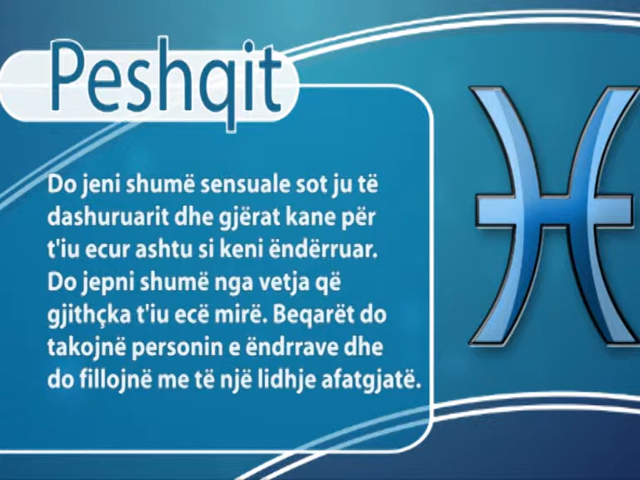 Peshqit
Do jeni shumë sensuale sot ju të
dashuruarit dhe gjërat kane për
t'iu ecur ashtu si keni ëndërruar.
Do jepni shumë nga vetja që
gjithçka t'iu ecë mirë. Beqarët do
takojnë personin e ëndrrave dhe
do fillojnë me të një lidhje afatgjatë.